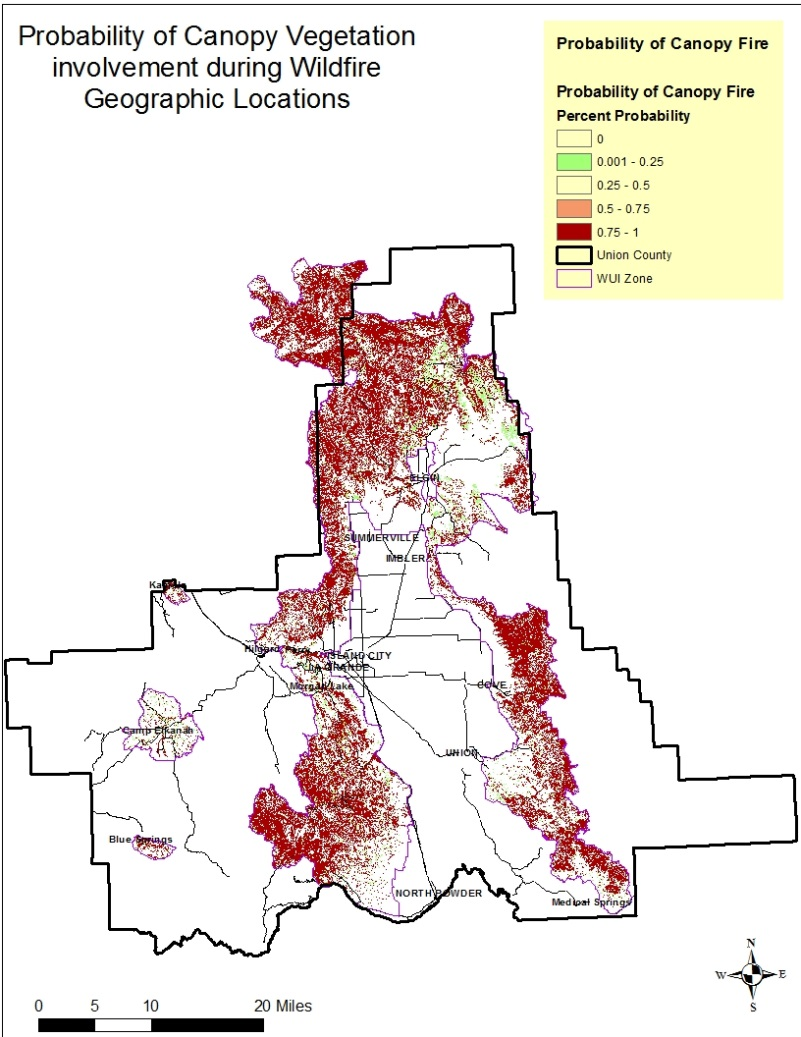 Probability of Canopy Vegetation
involvement during Wildfire
Geographic Locations
Probability of Canopy Fire
Probability of Canopy Fire
Percent Probability
0
0.001 - 0.25
0.25 - 0.5
0.5 - 0.75
0.75 - 1
Union County
WUI Zone
ELGIN
SUMMERVILLE
IMBLER
ISLAND CITY
LA GRANDE
Morgan Lake
COVE
Camp Elkanah
UNION
Blue Springs
NORTH POWDER
Medical Springs
N
W
E
S
0 5 10 20 Miles